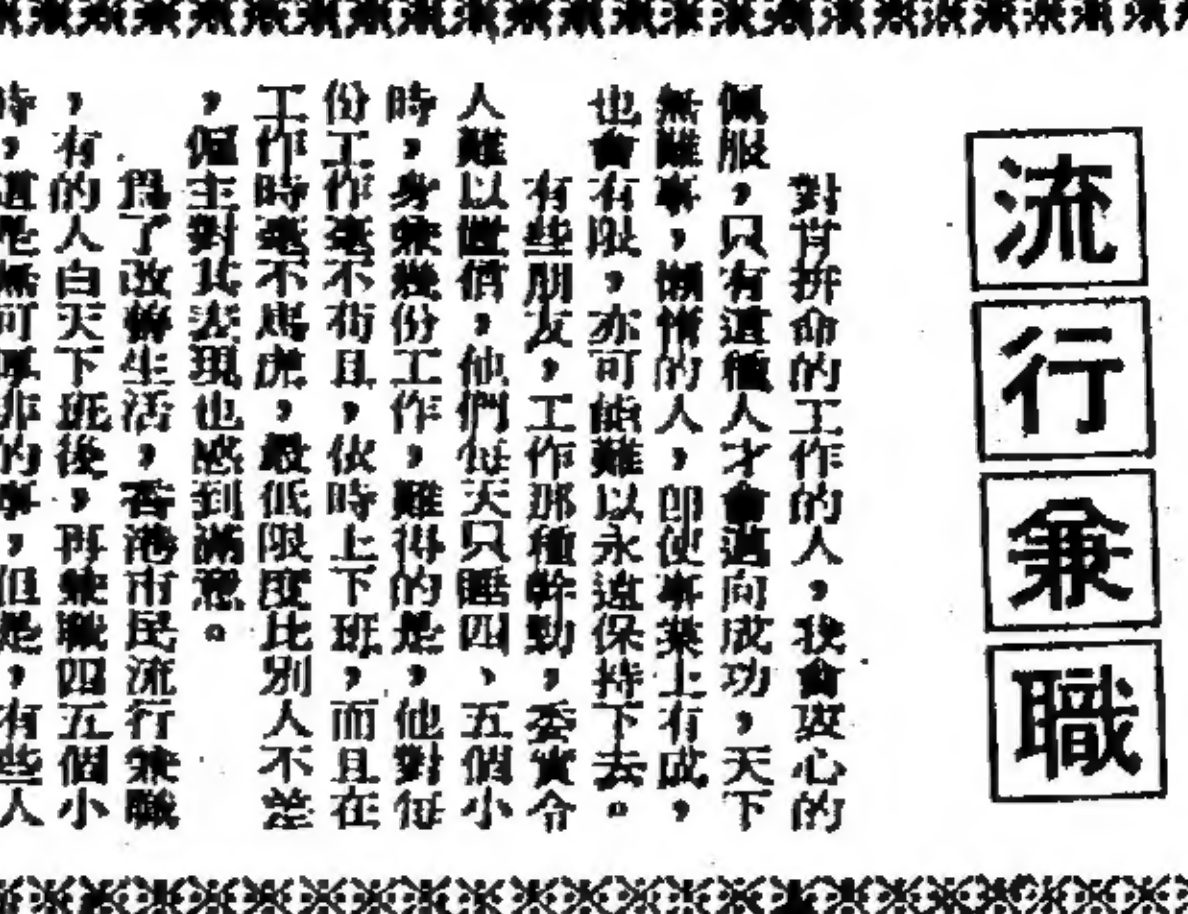 流行兼職
對肯拚命的工作的人，我會衷心的
佩服，只有這種人才會邁向成功，天下
無難事，懶惰的人，即使事業上有成，
也會有限，亦可能難以永遠保持下去。
有些朋友，工作那種幹勁，委實令
人難以置信，他們每天只睡四、五個小
時，身兼幾份工作，難得的是，他對每
份工作毫不苟且，依時上下班，而且在
工作時毫不馬虎，最低限度比別人不差
，僱主對其表現也感到滿意。
為了改善生活，香港市民流行兼職
，有的人白天下班後，再兼職四五個小
時，這是無可厚非的事，但是，有些人